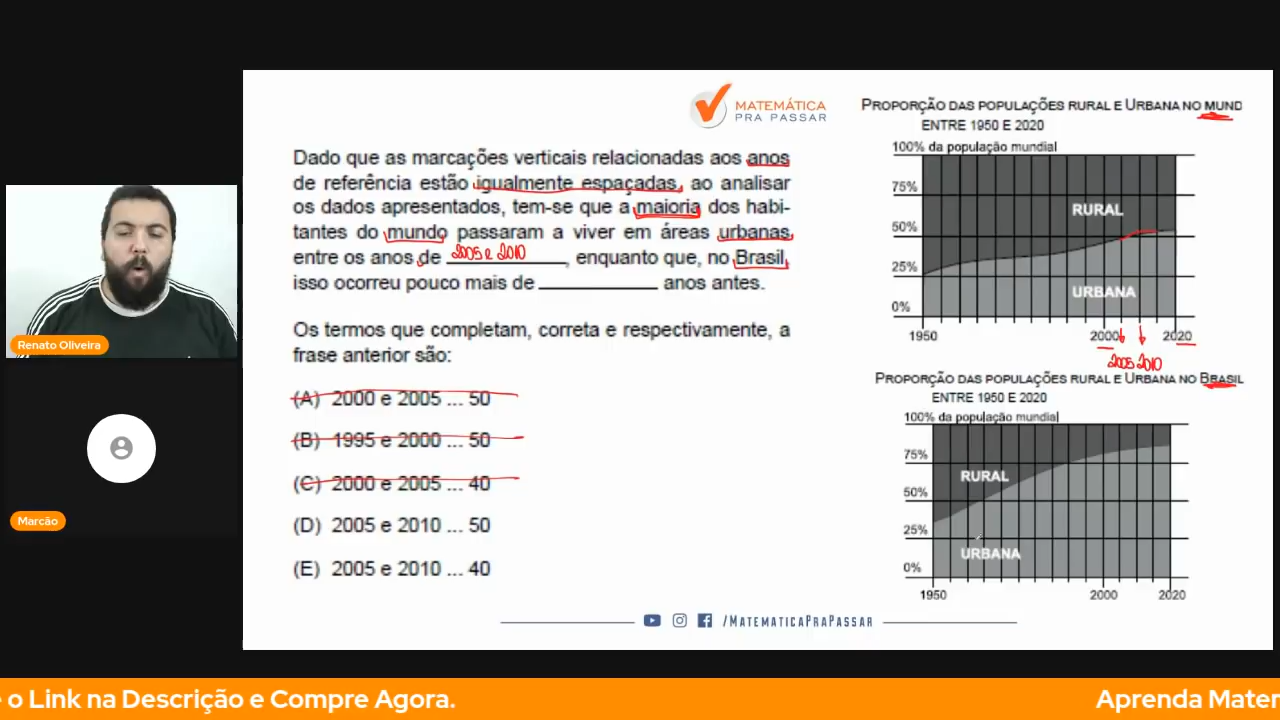 MATEMÁTICA
PRA PASSAR
Dado que as marcações verticais relacionadas aos anos
de referência estão igualmente espaçadas, ao analisar
os dados apresentados, tem-se que a maioria dos habi-
tantes do mundo passaram a viver em áreas urbanas
entre os anos de 2005 e 2010, enquanto que, no Brasil,
isso ocorreu pouco mais de ____________ anos antes.
Os termos que completam, correta e respectivamente, a
frase anterior são:
(A) 2000 e 2005 ... 50
(B) 1995 e 2000 ... 50
(C) 2000 e 2005 ... 40
(D) 2005 e 2010 ... 50
(E) 2005 e 2010 ... 40
PROPORÇÃO DAS POPULAÇÕES RURAL E URBANA NO MUND
ENTRE 1950 E 2020
100% da população mundial
75%
RURAL
50%
25%
URBANA
0%
1950 2000 2020
2005 2010
PROPORÇÃO DAS POPULAÇÕES RURAL E URBANA NO BRASIL
ENTRE 1950 E 2020
100% da população mundial
75%
RURAL
50%
25%
URBANA
0%
1950 2000 2020
/MATEMATICAPRAPASSAR
Renato Oliveira
Marcão
o Link na Descrição e Compre Agora.
Aprenda Mater